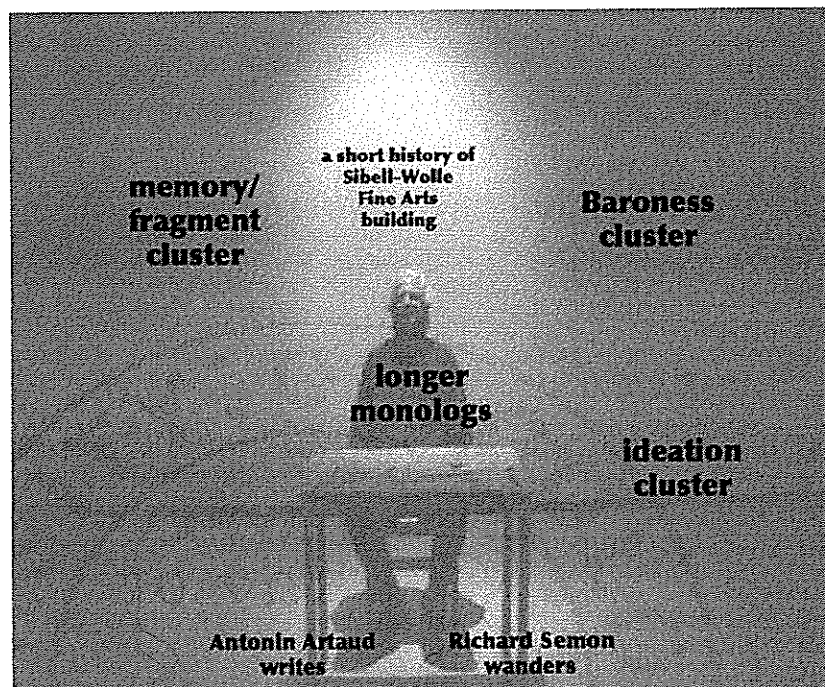 a short history of
Sibell-Wolle
Fine Arts
building
memory/
fragment
cluster
Baroness
cluster
longer
monologs
ideation
cluster
Antonin Artaud
writes
Richard Semon
wanders